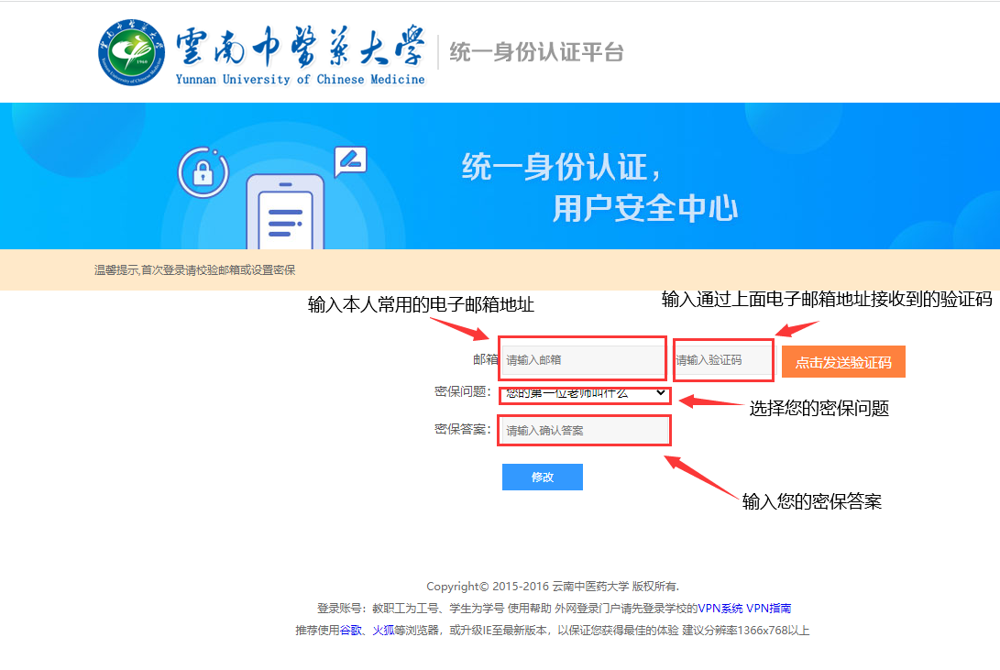 雲南中醫藥大學
Yunnan University of Chinese Medicine
统一身份认证平台
统一身份认证，
用户安全中心
温馨提示,首次登录请校验邮箱或设置密保
输入本人常用的电子邮箱地址
输入通过上面电子邮箱地址接收到的验证码
邮箱 请输入邮箱 请输入验证码 点击发送验证码
密保问题： 您的第一位老师叫什么
选择您的密保问题
密保答案： 请输入确认答案
修改
输入您的密保答案
Copyright© 2015-2016 云南中医药大学 版权所有.
登录账号：教职工为工号、学生为学号 使用帮助 外网登录门户请先登录学校的VPN系统 VPN指南
推荐使用谷歌、火狐等浏览器，或升级IE至最新版本，以保证您获得最佳的体验 建议分辨率1366x768以上